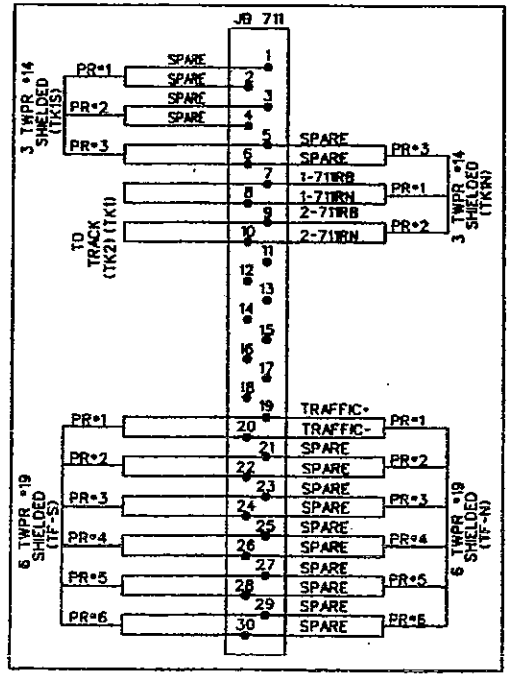 JB 711
SPARE
1
PR#1
SPARE
2
SPARE
3
PR#2
SPARE
4
3 TWPR #14
SHIELDED
(TK1S)
5
SPARE
PR#3
6
SPARE
PR#3
7
1-711RB
8
1-711RN
PR#1
9
2-711RB
10
2-711RN
PR#2
3 TWPR #14
SHIELDED
(TK1N)
TO
TRACK
(TK2) (TK1)
11
12
13
14
15
16
17
18
19
TRAFFIC+
PR#1
20
TRAFFIC-
PR#1
21
SPARE
PR#2
22
SPARE
PR#2
23
SPARE
PR#3
24
SPARE
PR#3
25
SPARE
PR#4
26
SPARE
PR#4
27
SPARE
PR#5
28
SPARE
PR#5
29
SPARE
PR#6
30
SPARE
PR#6
6 TWPR #19
SHIELDED
(TF-S)
6 TWPR #19
SHIELDED
(TF-N)